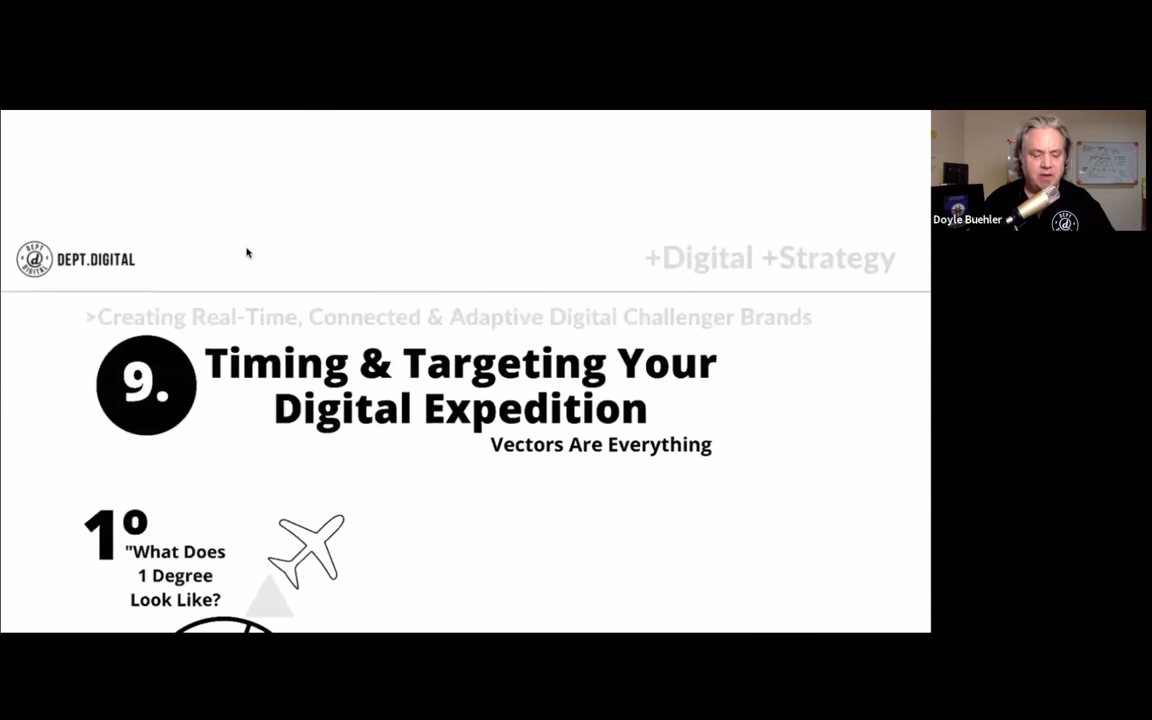 DEPT.DIGITAL
+Digital +Strategy
>Creating Real-Time, Connected & Adaptive Digital Challenger Brands
9.
Timing & Targeting Your
Digital Expedition
Vectors Are Everything
1º
"What Does
1 Degree
Look Like?
Doyle Buehler